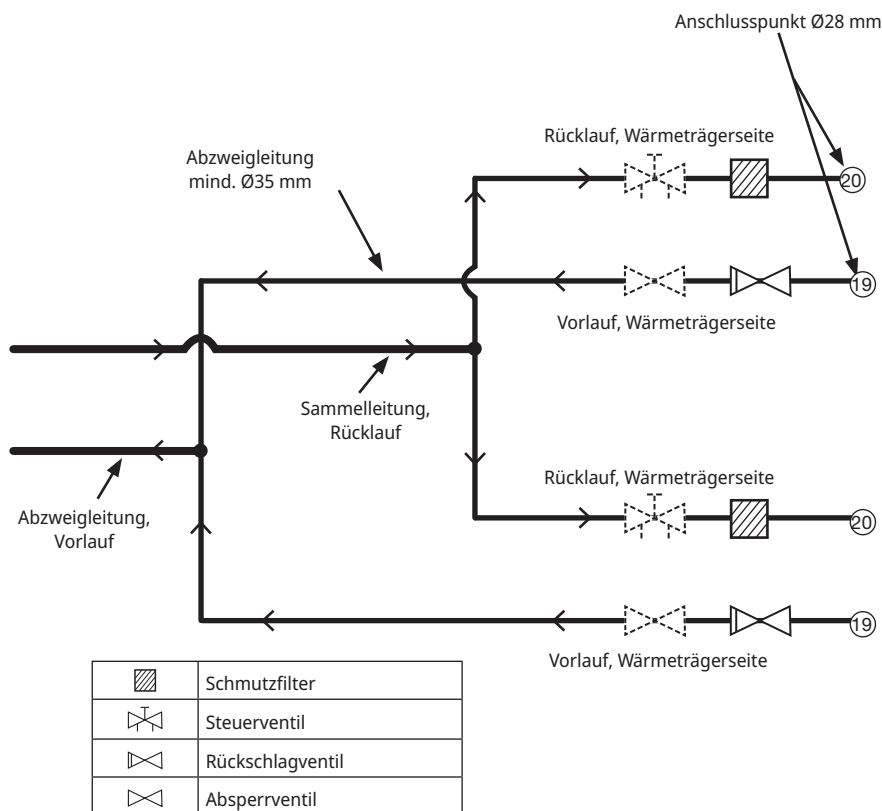 Anschlusspunkt Ø28 mm
Rücklauf, Wärmeträgerseite
Abzweigleitung
mind. Ø35 mm
20
19
Vorlauf, Wärmeträgerseite
Sammelleitung,
Rücklauf
Rücklauf, Wärmeträgerseite
Abzweigleitung,
Vorlauf
20
19
Vorlauf, Wärmeträgerseite
Schmutzfilter
Steuerventil
Rückschlagventil
Absperrventil